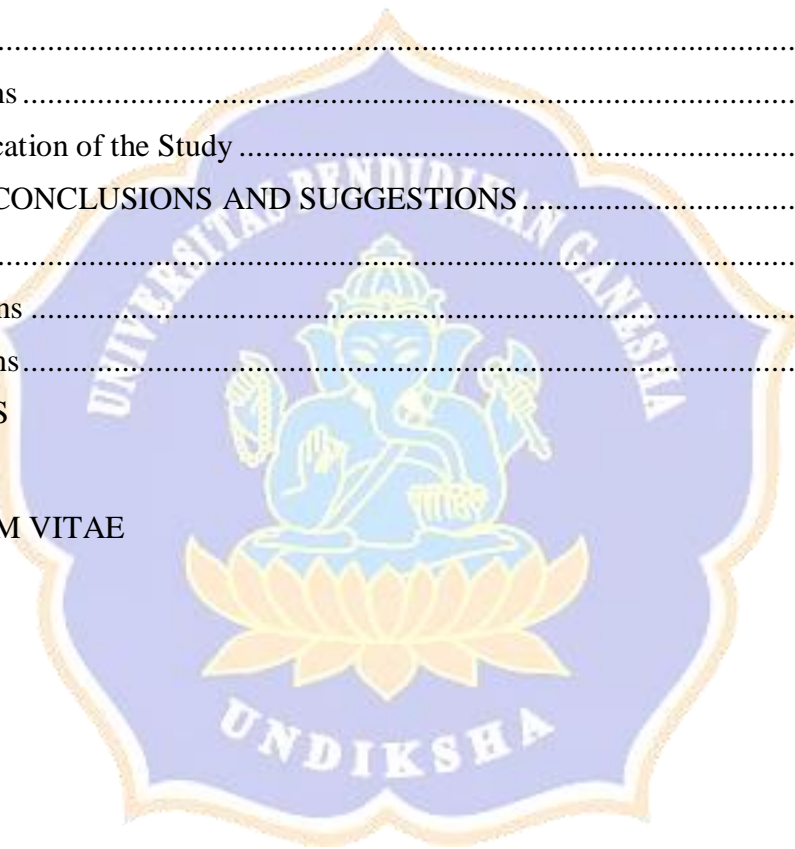 ..........................................................................................
ns ..........................................................................................
cation of the Study ..........................................................................................
CONCLUSIONS AND SUGGESTIONS ..........................................................................................
..........................................................................................
ns ..........................................................................................
ns ..........................................................................................
S
M VITAE
UNIVERSITAS PENDIDIKAN GANESHA
UNDIKSHA